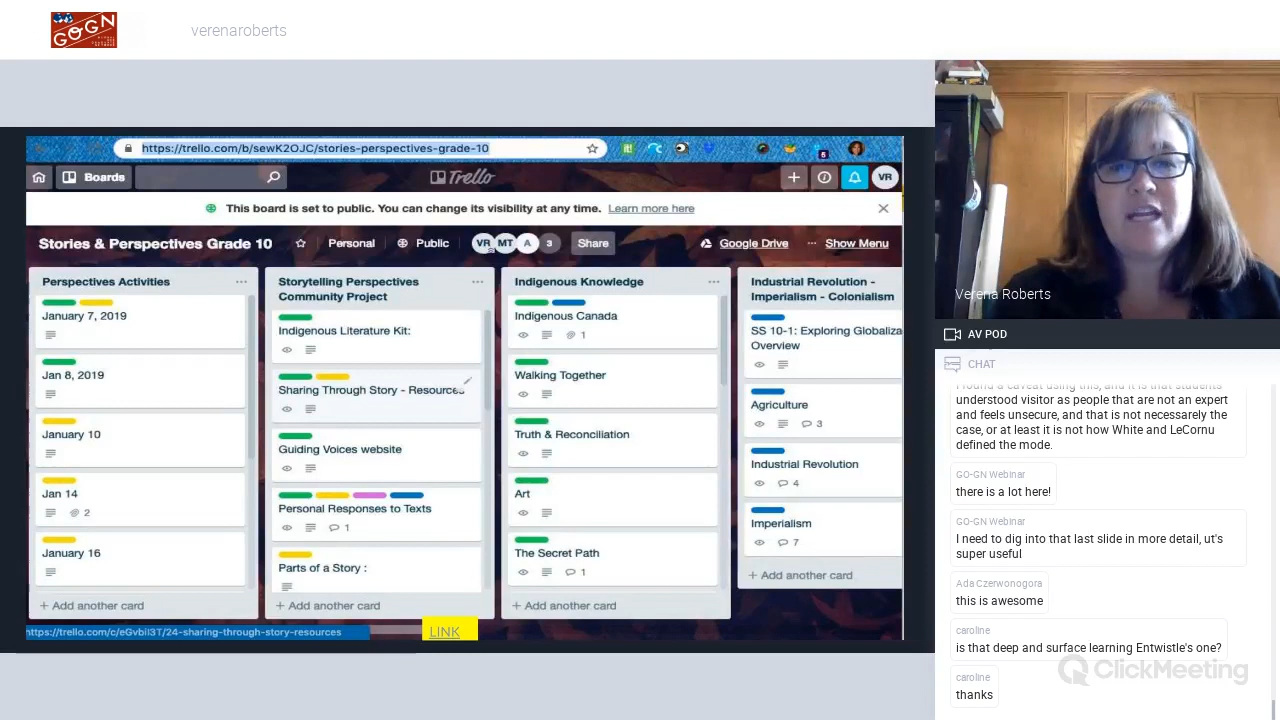 GO-GN
verenaroberts
https://trello.com/b/sewK2OJC/stories-perspectives-grade-10
Boards
Trello
VR
This board is set to public. You can change its visibility at any time. Learn more here
Stories & Perspectives Grade 10
Personal
Public
VR MT A 3
Share
Google Drive
Show Menu
Perspectives Activities
January 7, 2019
Jan 8, 2019
January 10
Jan 14
2
January 16
+ Add another card
Storytelling Perspectives
Community Project
Indigenous Literature Kit:
Sharing Through Story - Resources
Guiding Voices website
Personal Responses to Texts
1
Parts of a Story :
+ Add another card
Indigenous Knowledge
Indigenous Canada
1
Walking Together
Truth & Reconciliation
Art
The Secret Path
1
+ Add another card
Industrial Revolution -
Imperialism - Colonialism
SS 10-1: Exploring Globaliza
Overview
Agriculture
3
Industrial Revolution
4
Imperialism
7
+ Add another card
https://trello.com/c/eGvbiI3T/24-sharing-through-story-resources
LINK
Verena Roberts
AV POD
CHAT
I found a caveat using this, and it is that students
understood visitor as people that are not an expert
and feels unsecure, and that is not necessarely the
case, or at least it is not how White and LeCornu
defined the mode.
GO-GN Webinar
there is a lot here!
GO-GN Webinar
I need to dig into that last slide in more detail, ut's
super useful
Ada Czerwonogora
this is awesome
caroline
is that deep and surface learning Entwistle's one?
caroline
thanks
ClickMeeting